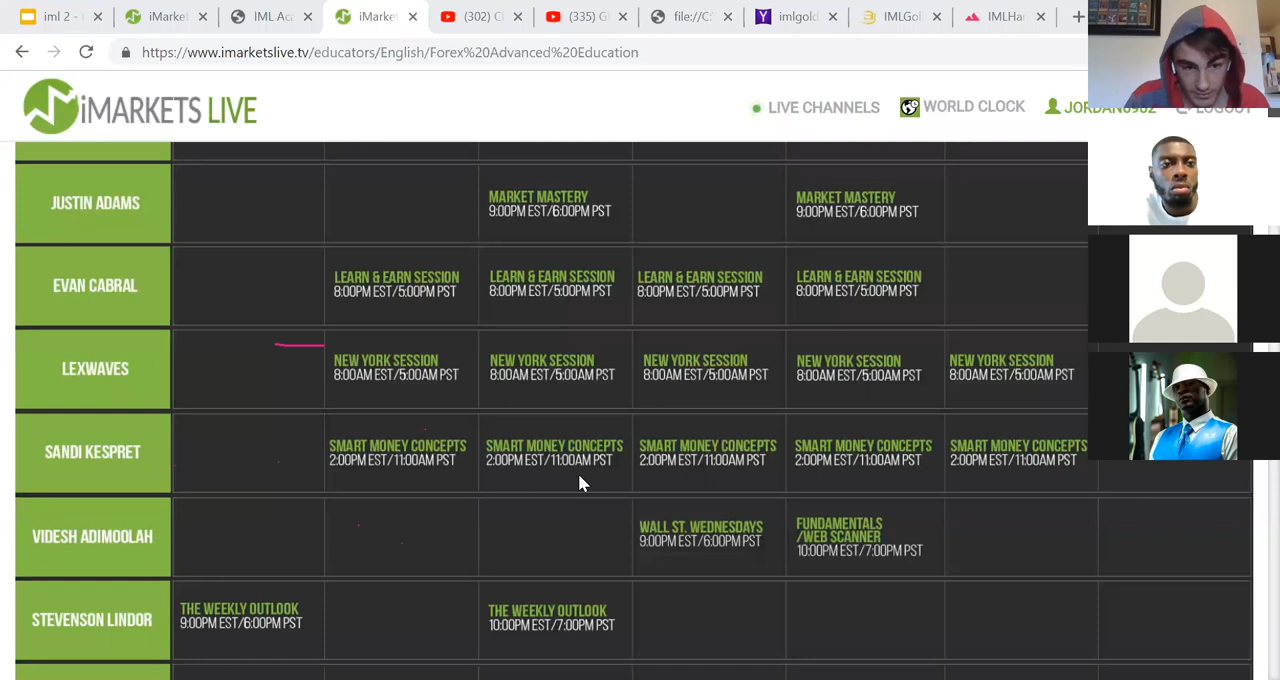 iml 2 -
iMarket
IML Aca
iMarket
(302) C
(335) G
file://C:
imlgold
IMLGol
IMLHar
https://www.imarketslive.tv/educators/English/Forex%20Advanced%20Education
iMARKETS LIVE
LIVE CHANNELS
WORLD CLOCK
LOGOUT
JUSTIN ADAMS
MARKET MASTERY
9:00PM EST/6:00PM PST
MARKET MASTERY
9:00PM EST/6:00PM PST
EVAN CABRAL
LEARN & EARN SESSION
8:00PM EST/5:00PM PST
LEARN & EARN SESSION
8:00PM EST/5:00PM PST
LEARN & EARN SESSION
8:00PM EST/5:00PM PST
LEARN & EARN SESSION
8:00PM EST/5:00PM PST
LEXWAVES
NEW YORK SESSION
8:00AM EST/5:00AM PST
NEW YORK SESSION
8:00AM EST/5:00AM PST
NEW YORK SESSION
8:00AM EST/5:00AM PST
NEW YORK SESSION
8:00AM EST/5:00AM PST
NEW YORK SESSION
8:00AM EST/5:00AM PST
SANDI KESPRET
SMART MONEY CONCEPTS
2:00PM EST/11:00AM PST
SMART MONEY CONCEPTS
2:00PM EST/11:00AM PST
SMART MONEY CONCEPTS
2:00PM EST/11:00AM PST
SMART MONEY CONCEPTS
2:00PM EST/11:00AM PST
SMART MONEY CONCEPTS
2:00PM EST/11:00AM PST
VIDESH ADIMOOLAH
WALL ST. WEDNESDAYS
9:00PM EST/6:00PM PST
FUNDAMENTALS
/WEB SCANNER
10:00PM EST/7:00PM PST
STEVENSON LINDOR
THE WEEKLY OUTLOOK
9:00PM EST/6:00PM PST
THE WEEKLY OUTLOOK
10:00PM EST/7:00PM PST